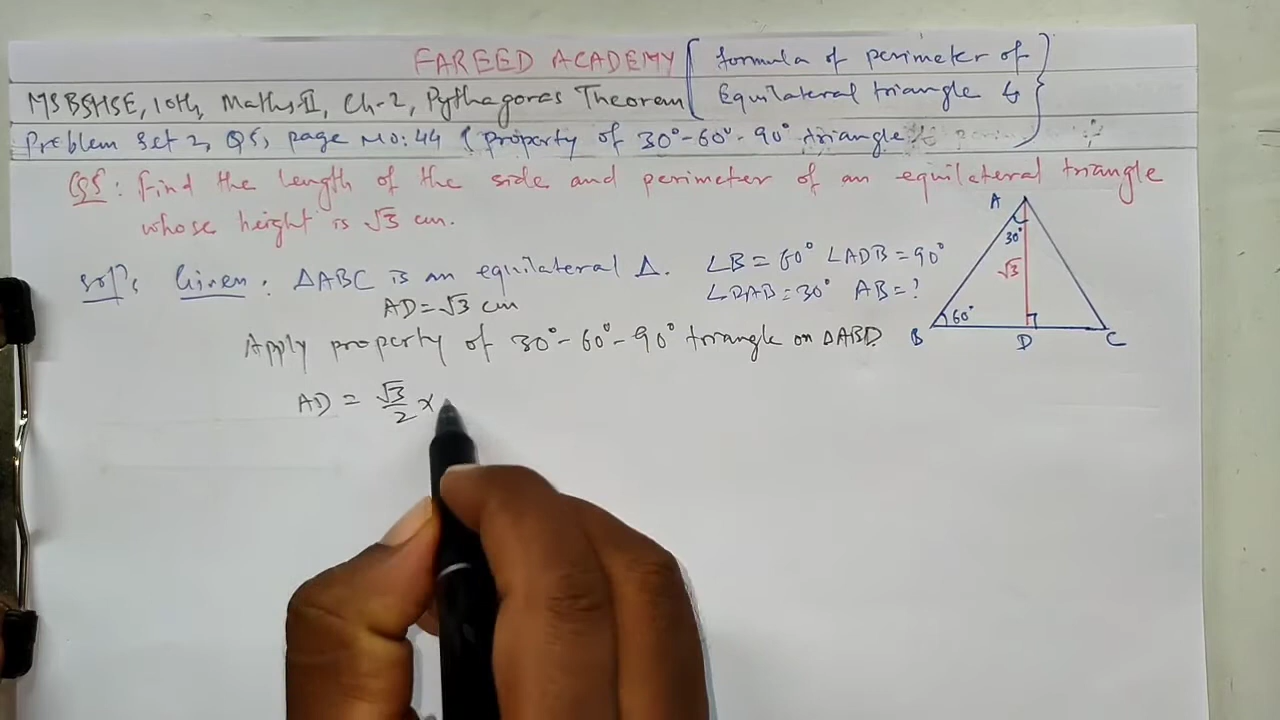 FAREED ACADEMY { formula of perimeter of
MSBSHSE, 10th, Maths-II, Ch-2, Pythagoras Theorem Equilateral triangle & }
Problem Set 2, Q5, page No: 44 { property of 30°-60°-90° triangle
Q5: Find the length of the side and perimeter of an equilateral triangle
whose height is √3 cm.
Solⁿ: Given: ΔABC is an equilateral Δ. ∠B = 60° ∠ADB = 90°
AD = √3 cm ∠DAB = 30° AB = ?
Apply property of 30°-60°-90° triangle on ΔABD.
AD = √3/2 ×
A
30°
√3
60°
B D C